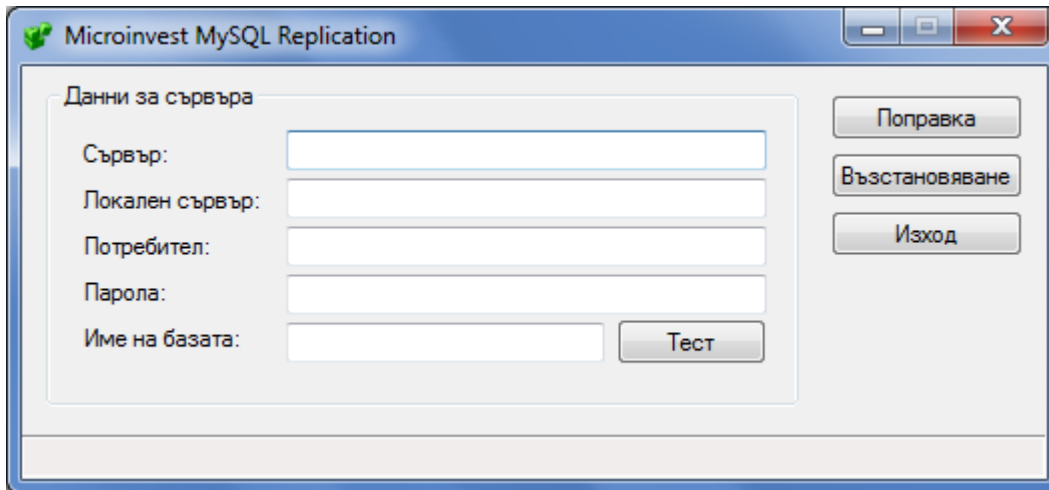 Microinvest MySQL Replication
Данни за сървъра
Сървър:
Локален сървър:
Потребител:
Парола:
Име на базата:
Тест
Поправка
Възстановяване
Изход